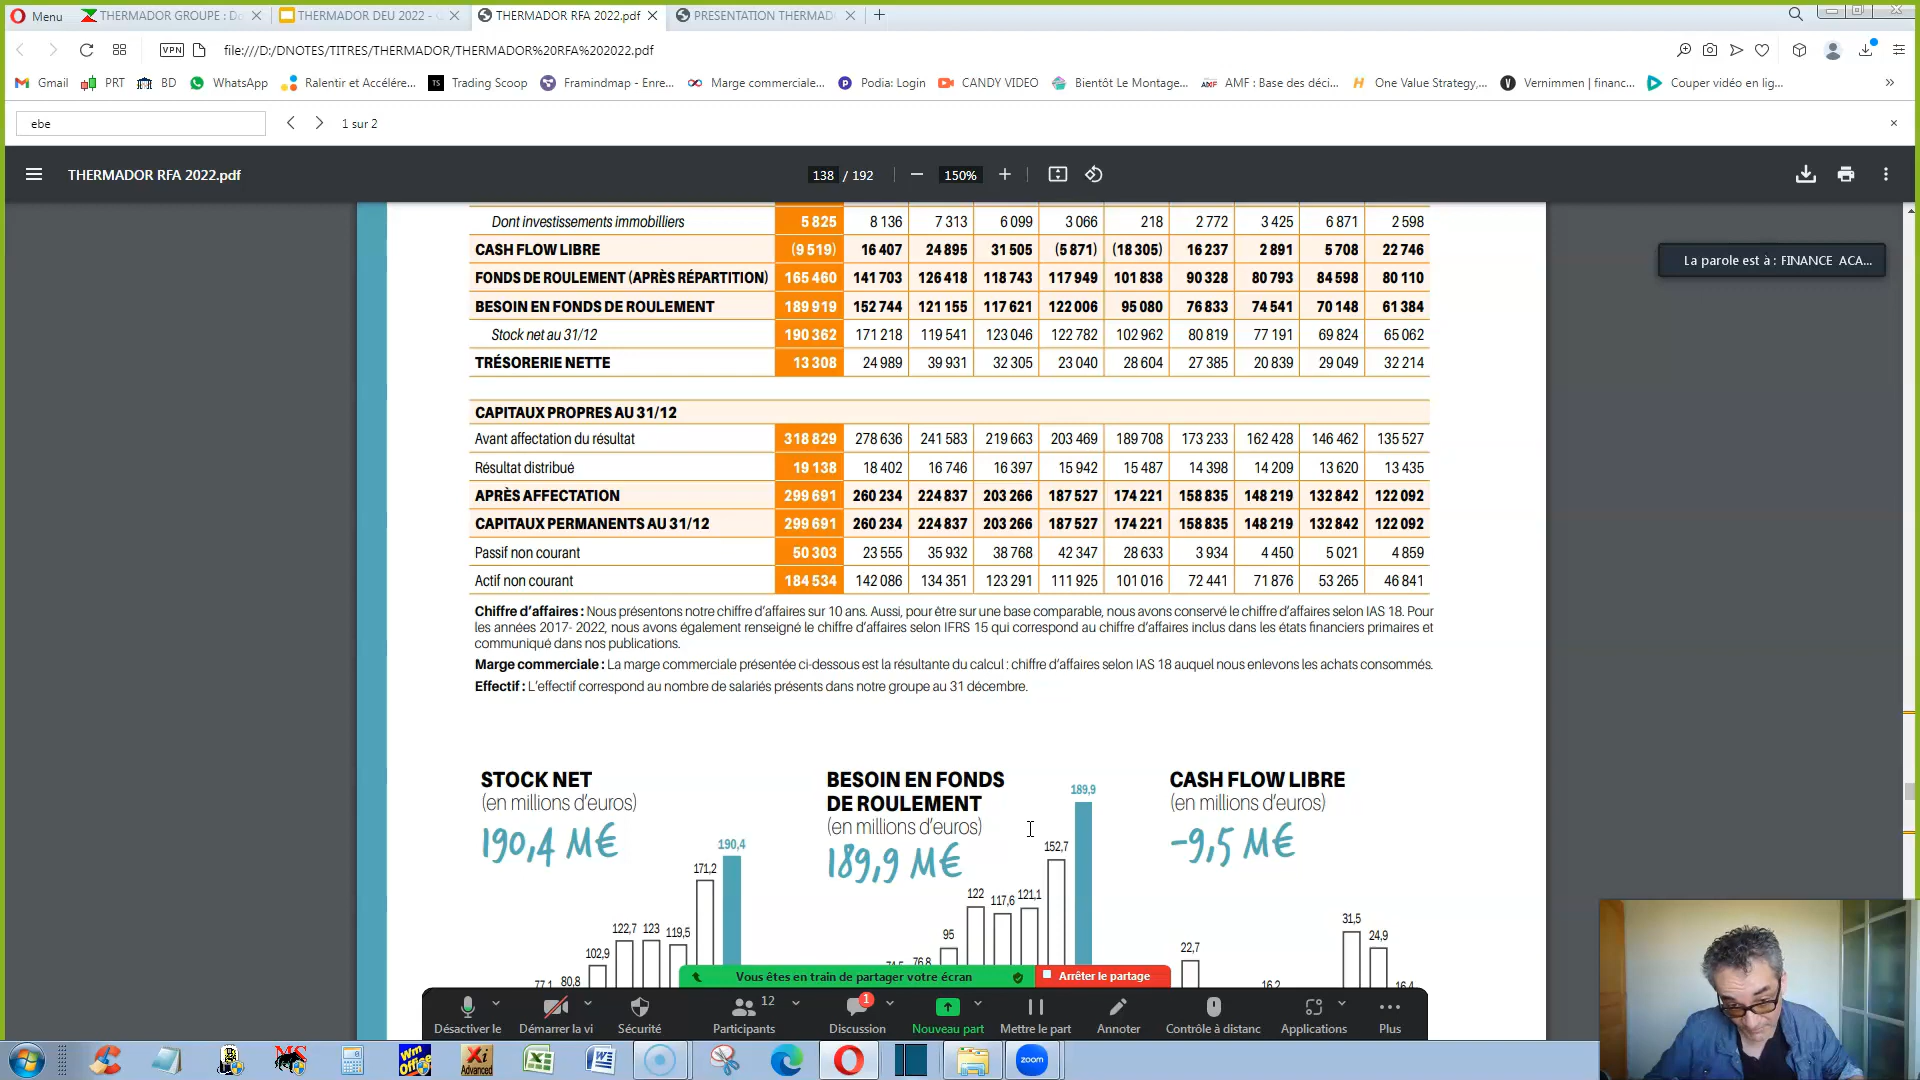 Menu
THERMADOR GROUPE : Do
THERMADOR DEU 2022 -
THERMADOR RFA 2022.pdf
PRESENTATION THERMAD
VPN
file:///D:/DNOTES/TITRES/THERMADOR/THERMADOR%20RFA%202022.pdf
Gmail
PRT
BD
WhatsApp
Ralentir et Accélére...
TS
Trading Scoop
Framindmap - Enre...
Marge commerciale...
Podia: Login
CANDY VIDEO
Bientôt Le Montage...
AMF : Base des déci...
One Value Strategy,...
Vernimmen | financ...
Couper vidéo en lig...
ebe
1 sur 2
THERMADOR RFA 2022.pdf
138 / 192
150%
Dont investissements immobilliers 5 825 8 136 7 313 6 099 3 066 218 2 772 3 425 6 871 2 598
CASH FLOW LIBRE (9 519) 16 407 24 895 31 505 (5 871) (18 305) 16 237 2 891 5 708 22 746
FONDS DE ROULEMENT (APRÈS RÉPARTITION) 165 460 141 703 126 418 118 743 117 949 101 838 90 328 80 793 84 598 80 110
BESOIN EN FONDS DE ROULEMENT 189 919 152 744 121 155 117 621 122 006 95 080 76 833 74 541 70 148 61 384
Stock net au 31/12 190 362 171 218 119 541 123 046 122 782 102 962 80 819 77 191 69 824 65 062
TRÉSORERIE NETTE 13 308 24 989 39 931 32 305 23 040 28 604 27 385 20 839 29 049 32 214
CAPITAUX PROPRES AU 31/12
Avant affectation du résultat 318 829 278 636 241 583 219 663 203 469 189 708 173 233 162 428 146 462 135 527
Résultat distribué 19 138 18 402 16 746 16 397 15 942 15 487 14 398 14 209 13 620 13 435
APRÈS AFFECTATION 299 691 260 234 224 837 203 266 187 527 174 221 158 835 148 219 132 842 122 092
CAPITAUX PERMANENTS AU 31/12 299 691 260 234 224 837 203 266 187 527 174 221 158 835 148 219 132 842 122 092
Passif non courant 50 303 23 555 35 932 38 768 42 347 28 633 3 934 4 450 5 021 4 859
Actif non courant 184 534 142 086 134 351 123 291 111 925 101 016 72 441 71 876 53 265 46 841
Chiffre d'affaires : Nous présentons notre chiffre d'affaires sur 10 ans. Aussi, pour être sur une base comparable, nous avons conservé le chiffre d'affaires selon IAS 18. Pour
les années 2017- 2022, nous avons également renseigné le chiffre d'affaires selon IFRS 15 qui correspond au chiffre d'affaires inclus dans les états financiers primaires et
communiqué dans nos publications.
Marge commerciale : La marge commerciale présentée ci-dessous est la résultante du calcul : chiffre d'affaires selon IAS 18 auquel nous enlevons les achats consommés.
Effectif : L'effectif correspond au nombre de salariés présents dans notre groupe au 31 décembre.
La parole est à : FINANCE ACA...
STOCK NET
(en millions d'euros)
190,4 M€
77,1 80,8 102,9 122,7 123 119,5 171,2 190,4
BESOIN EN FONDS
DE ROULEMENT
(en millions d'euros)
189,9 M€
76,8 95 122 117,6 121,1 152,7 189,9
CASH FLOW LIBRE
(en millions d'euros)
-9,5 M€
22,7 16,2 31,5 24,9 16,4
Vous êtes en train de partager votre écran
Arrêter le partage
12
1
Désactiver le
Démarrer la vi
Sécurité
Participants
Discussion
Nouveau part
Mettre le part
Annoter
Contrôle à distanc
Applications
Plus
Wm
Office
Xi
Advanced
zoom